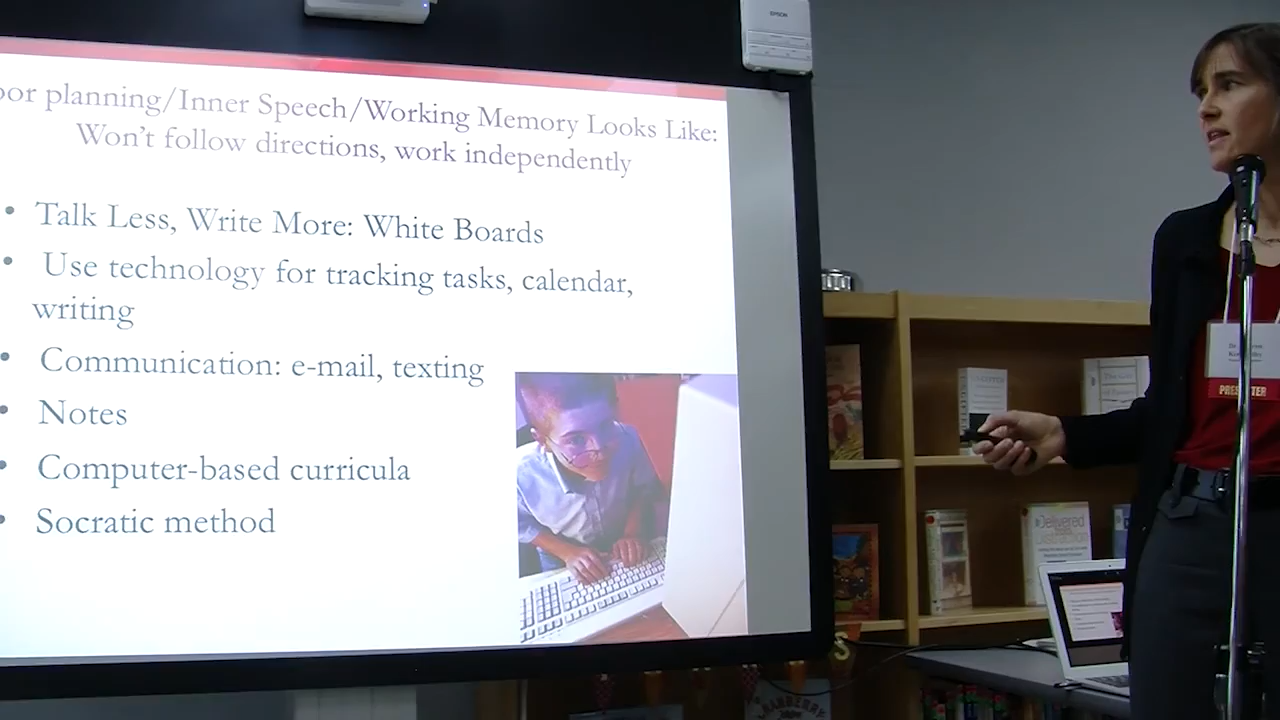 EPSON
oor planning/Inner Speech/Working Memory Looks Like:
Won't follow directions, work independently
• Talk Less, Write More: White Boards
• Use technology for tracking tasks, calendar,
writing
• Communication: e-mail, texting
• Notes
• Computer-based curricula
• Socratic method
Delivered